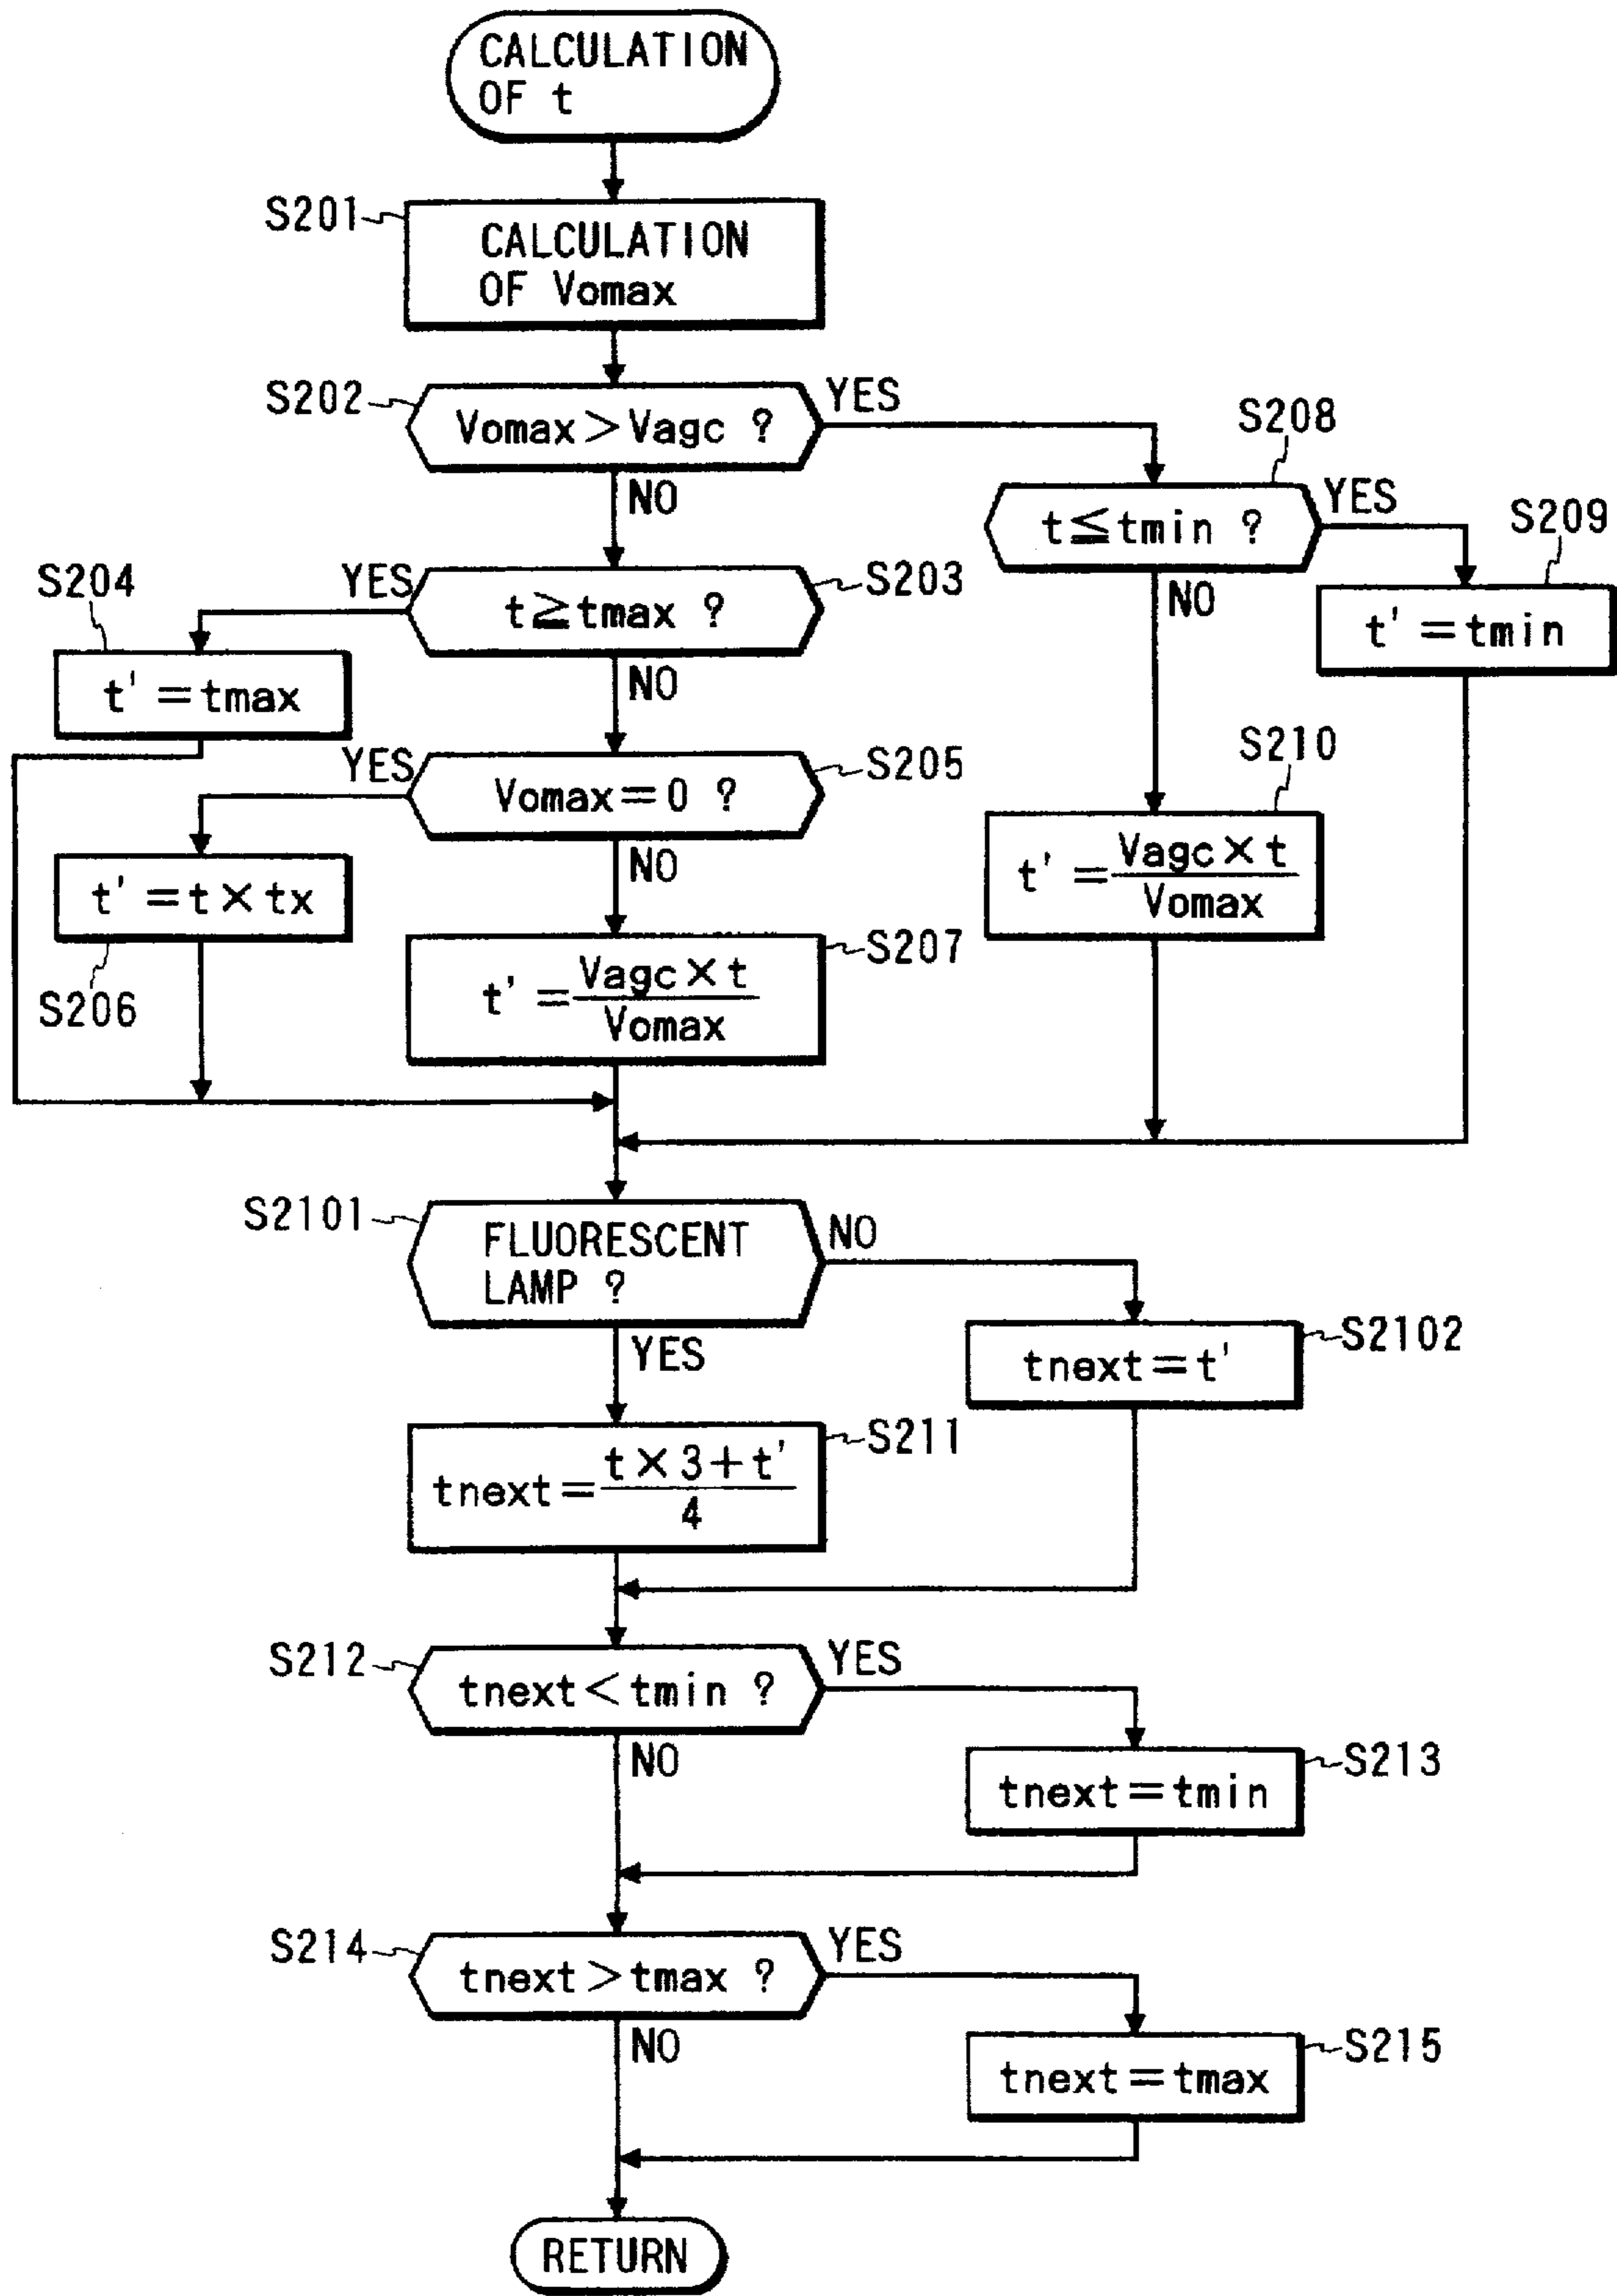 CALCULATION
OF t
S201
CALCULATION
OF Vomax
S202
Vomax＞Vagc ?
YES
NO
S208
t≦tmin ?
YES
NO
S209
t'＝tmin
S203
t≧tmax ?
YES
NO
S204
t'＝tmax
S205
Vomax＝0 ?
YES
NO
S206
t'＝t×tx
S207
t'＝Vagc×t
Vomax
S210
t'＝Vagc×t
Vomax
S2101
FLUORESCENT
LAMP ?
NO
YES
S2102
tnext＝t'
S211
tnext＝t×3+t'
4
S212
tnext＜tmin ?
YES
NO
S213
tnext＝tmin
S214
tnext＞tmax ?
YES
NO
S215
tnext＝tmax
RETURN